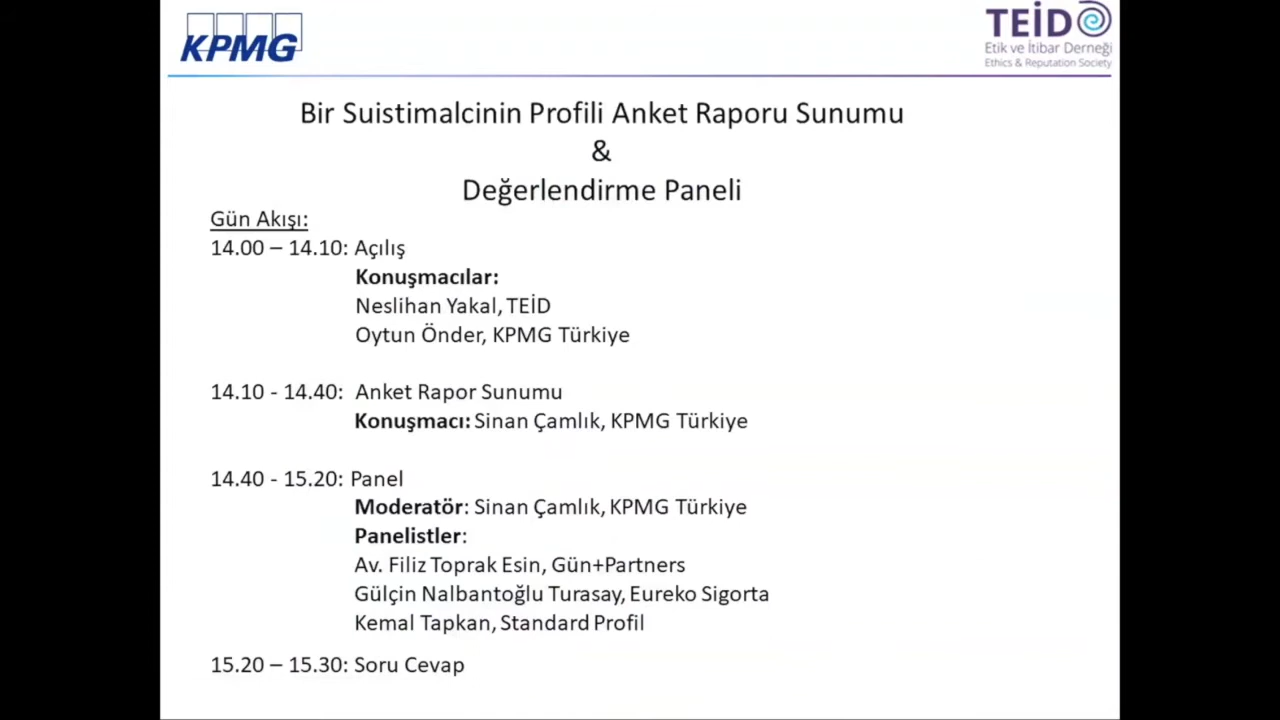 KPMG
TEİD
Etik ve İtibar Derneği
Ethics & Reputation Society
Bir Suistimalcinin Profili Anket Raporu Sunumu
&
Değerlendirme Paneli
Gün Akışı:
14.00 – 14.10: Açılış
Konuşmacılar:
Neslihan Yakal, TEİD
Oytun Önder, KPMG Türkiye
14.10 - 14.40: Anket Rapor Sunumu
Konuşmacı: Sinan Çamlık, KPMG Türkiye
14.40 - 15.20: Panel
Moderatör: Sinan Çamlık, KPMG Türkiye
Panelistler:
Av. Filiz Toprak Esin, Gün+Partners
Gülçin Nalbantoğlu Turasay, Eureko Sigorta
Kemal Tapkan, Standard Profil
15.20 – 15.30: Soru Cevap